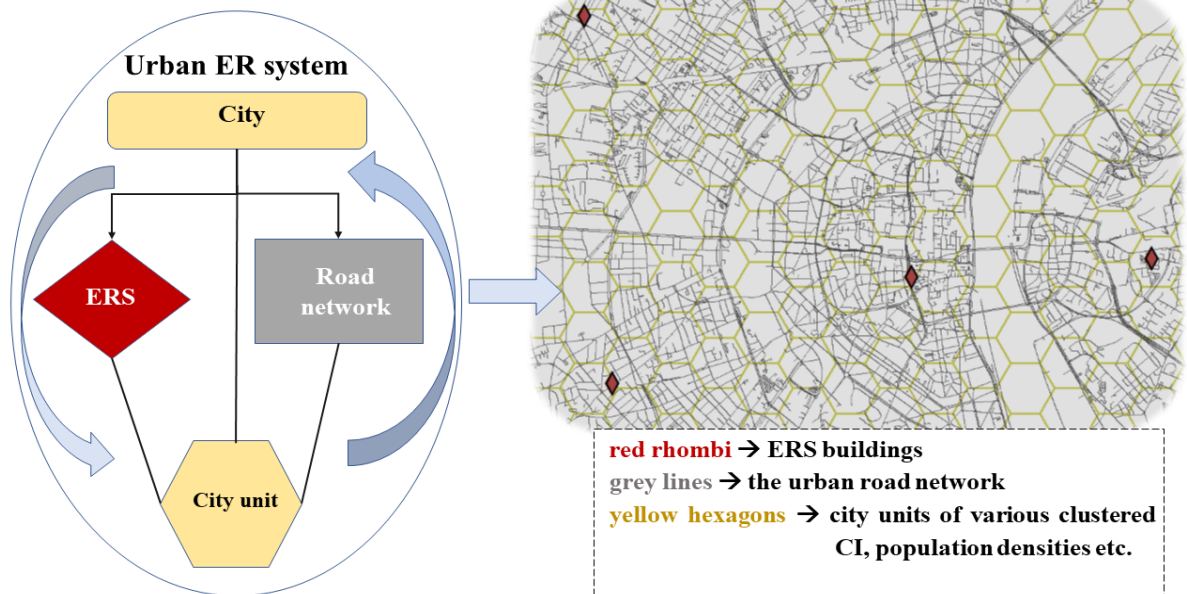 Urban ER system
City
ERS
Road
network
City unit
red rhombi → ERS buildings
grey lines → the urban road network
yellow hexagons → city units of various clustered
CI, population densities etc.